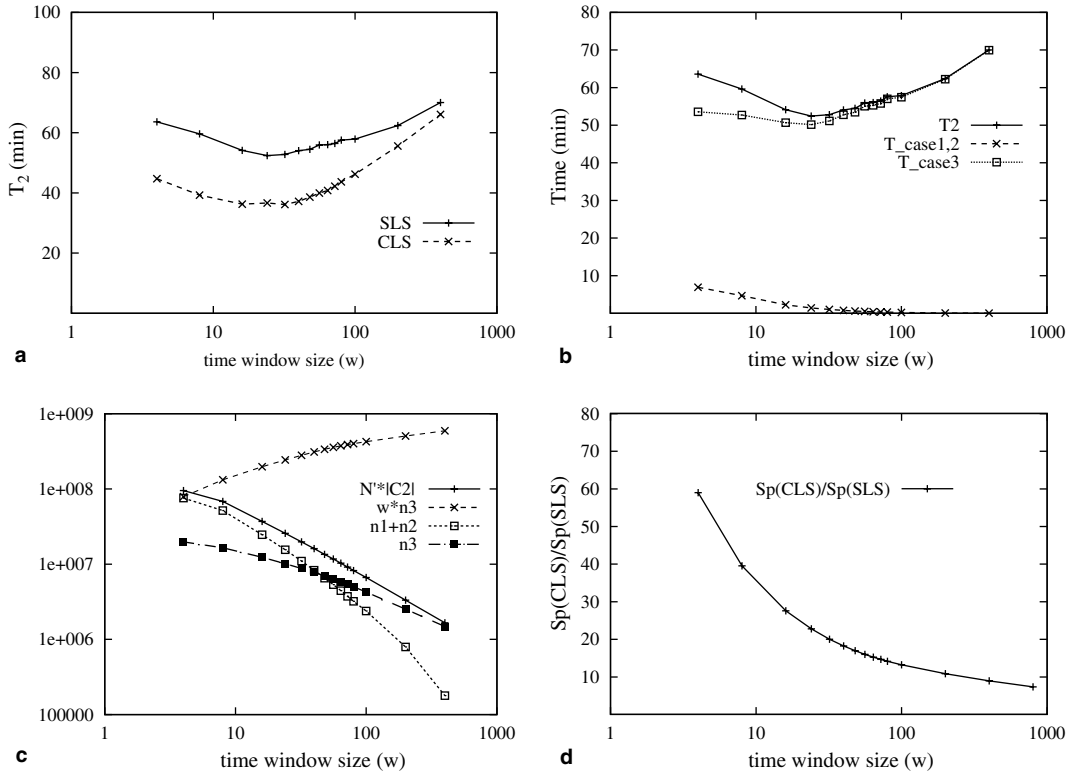 100
80
60
40
20
T2 (min)
SLS
CLS
1
10
100
1000
time window size (w)
a
80
70
60
50
40
30
20
10
Time (min)
T2
T_case1,2
T_case3
1
10
100
1000
time window size (w)
b
1e+009
1e+008
1e+007
1e+006
100000
N'*|C2|
w*n3
n1+n2
n3
1
10
100
1000
time window size (w)
c
80
70
60
50
40
30
20
10
Sp(CLS)/Sp(SLS)
Sp(CLS)/Sp(SLS)
1
10
100
1000
time window size (w)
d